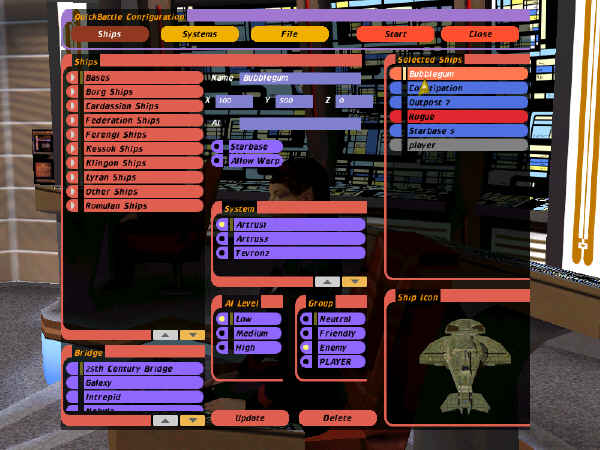 QuickBattle Configuration
Ships
Systems
File
Start
Close
Ships
Bases
Borg Ships
Cardassian Ships
Federation Ships
Ferengi Ships
Kessok Ships
Klingon Ships
Lyran Ships
Other Ships
Romulan Ships
Name Bubblegum
X 100 Y 500 Z 0
AI
Starbase
Allow Warp
System
Artrus1
Artrus3
Tevron2
AI Level
Low
Medium
High
Group
Neutral
Friendly
Enemy
PLAYER
Bridge
25th Century Bridge
Galaxy
Intrepid
Update
Delete
Selected Ships
Bubblegum
Outpost ?
Rogue
Starbase s
player
Ship Icon